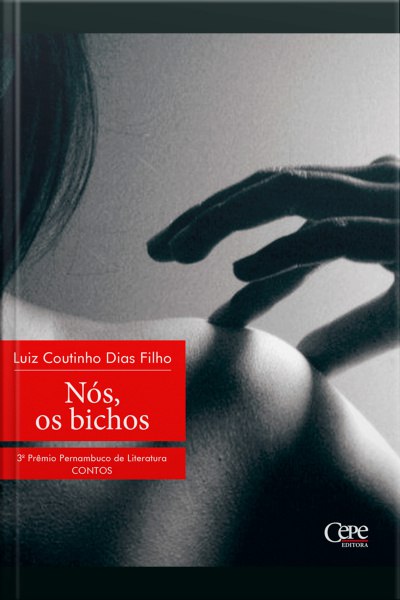 Luiz Coutinho Dias Filho
Nós,
os bichos
3º Prêmio Pernambuco de Literatura
CONTOS
Cepe
EDITORA